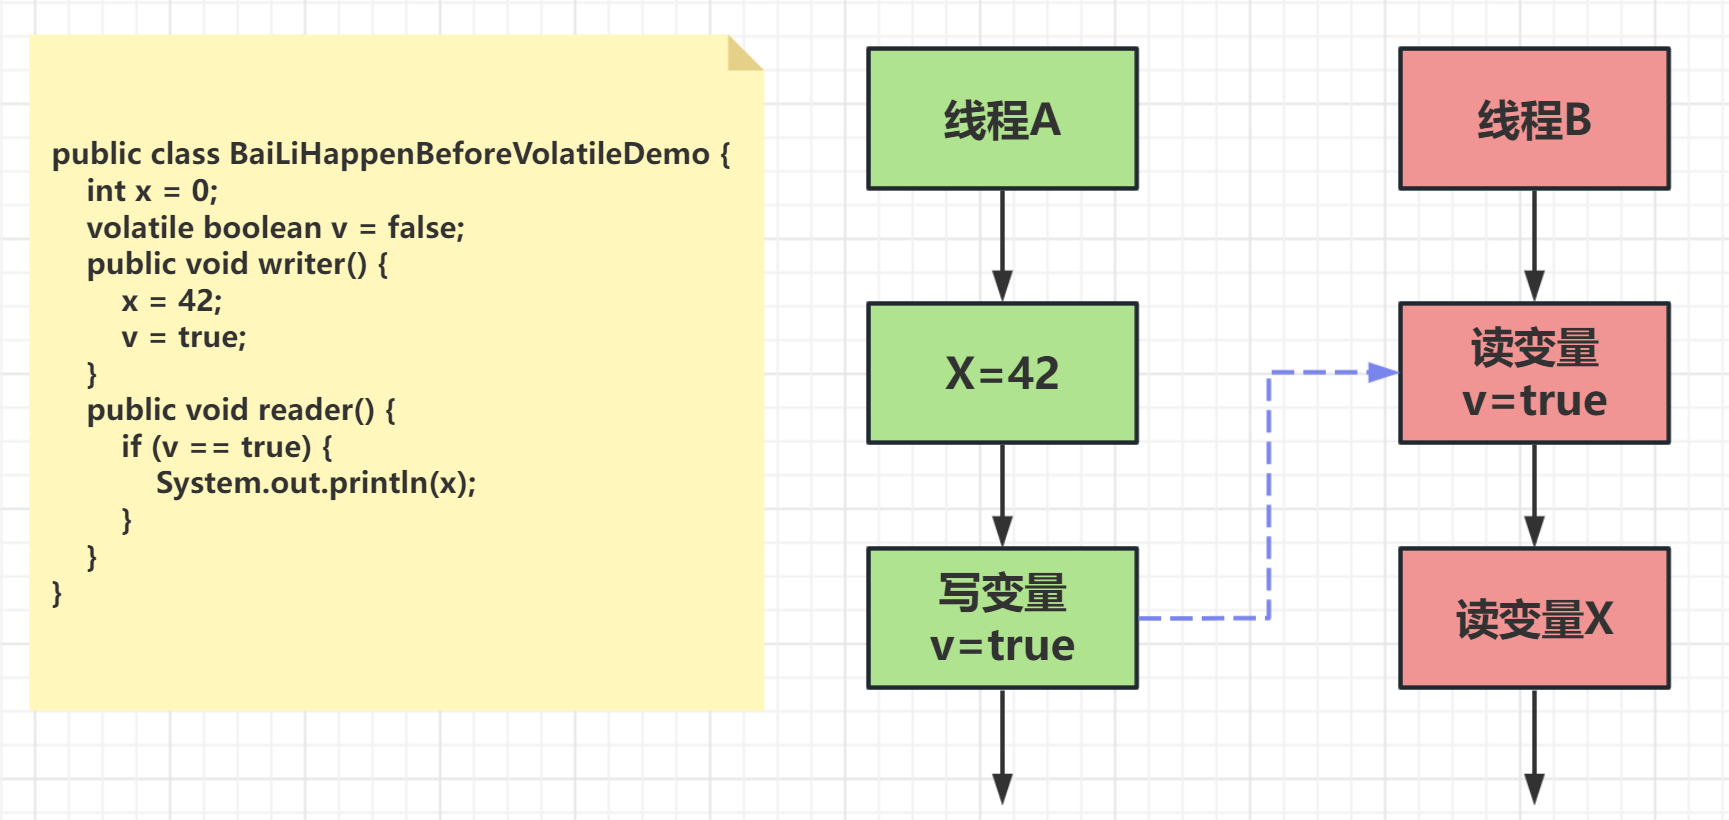 public class BaiLiHappenBeforeVolatileDemo {
int x = 0;
volatile boolean v = false;
public void writer() {
x = 42;
v = true;
}
public void reader() {
if (v == true) {
System.out.println(x);
}
}
}
线程A
X=42
写变量
v=true
线程B
读变量
v=true
读变量X